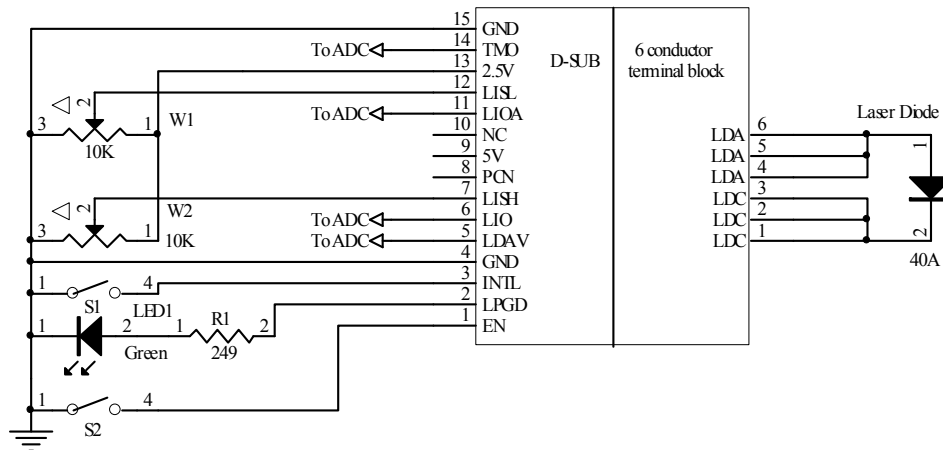 15 GND
To ADC 14 TMO
13 2.5V
2 12 LISL
To ADC 11 LIOA
3 1 W1 10 NC
10K 9 5V
8 PCN
2 W2 7 LISH
To ADC 6 LIO
3 1 To ADC 5 LDAV
10K
4 GND
1 4 3 INTL
S1 LED1 2 LPGD
1 2 1 R1 2 1 EN
Green 249
1 4
S2
D-SUB
6 conductor
terminal block
LDA 6
LDA 5
LDA 4
LDC 3
LDC 2
LDC 1
Laser Diode
1
2
40A